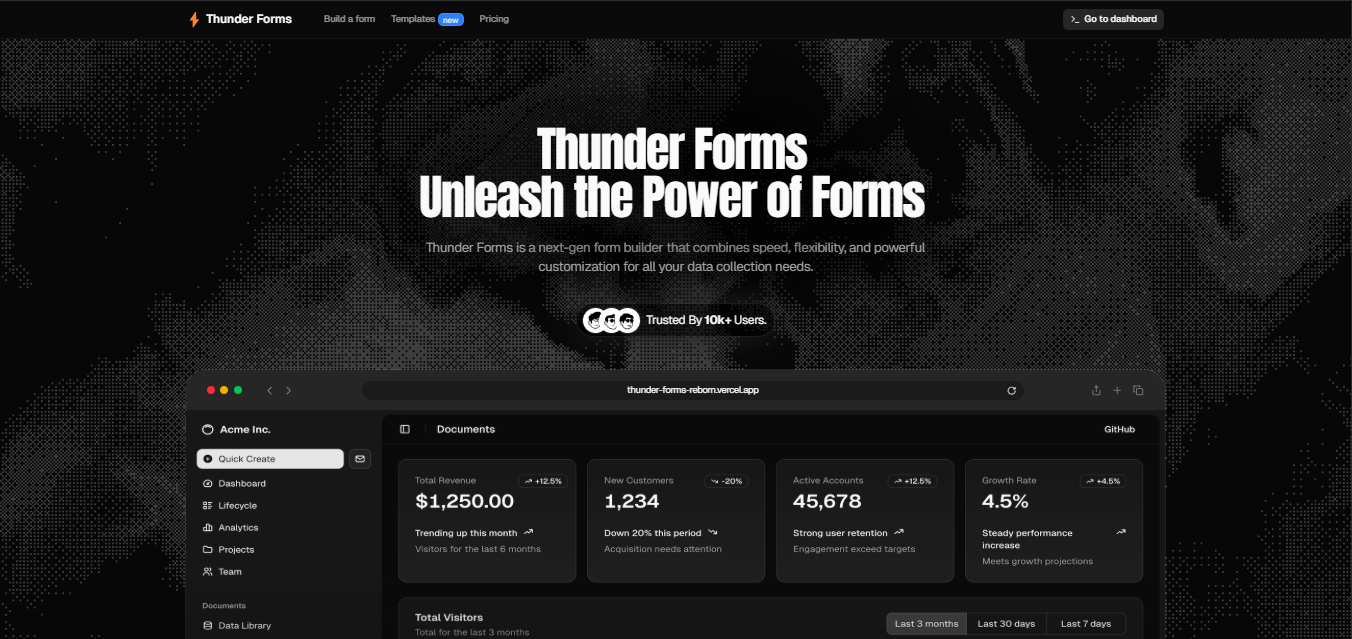 Thunder Forms
Build a form
Templates new
Pricing
Go to dashboard
Thunder Forms
Unleash the Power of Forms
Thunder Forms is a next-gen form builder that combines speed, flexibility, and powerful
customization for all your data collection needs.
Trusted By 10k+ Users.
thunder-forms-reborn.vercel.app
Acme Inc.
Quick Create
Dashboard
Lifecycle
Analytics
Projects
Team
Documents
Data Library
Documents
GitHub
Total Revenue
+12.5%
$1,250.00
Trending up this month
Visitors for the last 6 months
New Customers
-20%
1,234
Down 20% this period
Acquisition needs attention
Active Accounts
+12.5%
45,678
Strong user retention
Engagement exceed targets
Growth Rate
+4.5%
4.5%
Steady performance
increase
Meets growth projections
Total Visitors
Total for the last 3 months
Last 3 months
Last 30 days
Last 7 days